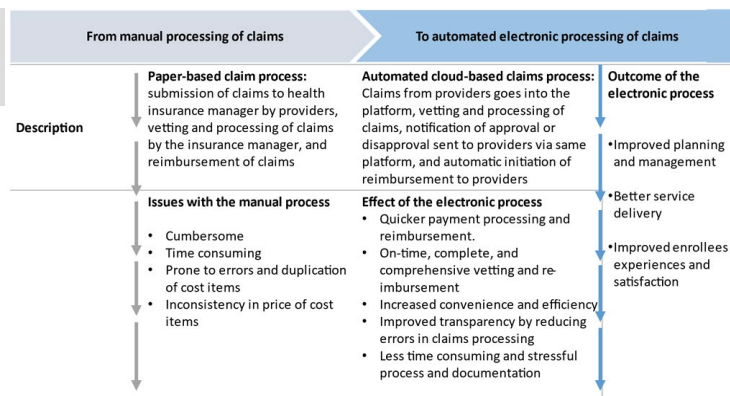 From manual processing of claims
To automated electronic processing of claims
Description
Paper-based claim process:
submission of claims to health
insurance manager by providers,
vetting and processing of claims
by the insurance manager, and
reimbursement of claims
Automated cloud-based claims process:
Claims from providers goes into the
platform, vetting and processing of
claims, notification of approval or
disapproval sent to providers via same
platform, and automatic initiation of
reimbursement to providers
Outcome of the
electronic process
•Improved planning
and management
•Better service
delivery
•Improved enrollees
experiences and
satisfaction
Issues with the manual process
• Cumbersome
• Time consuming
• Prone to errors and duplication
of cost items
• Inconsistency in price of cost
items
Effect of the electronic process
• Quicker payment processing and
reimbursement.
• On-time, complete, and
comprehensive vetting and re-
imbursement
• Increased convenience and efficiency
• Improved transparency by reducing
errors in claims processing
• Less time consuming and stressful
process and documentation